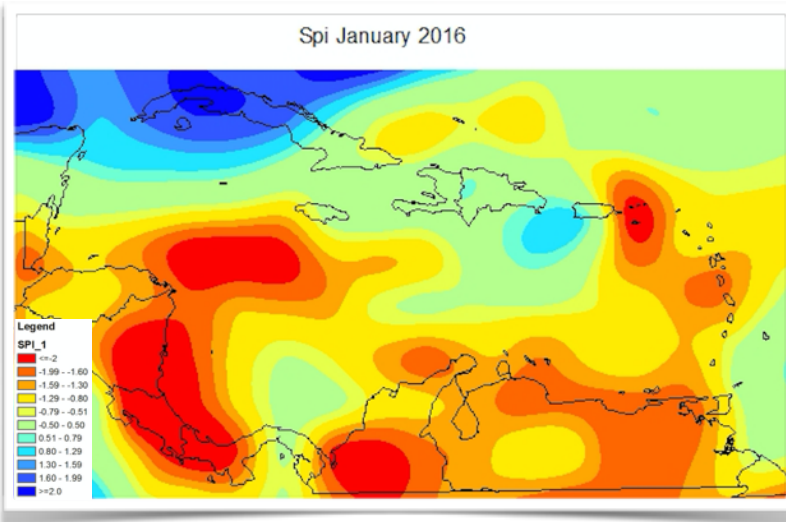 Spi January 2016
Legend
SPI_1
<=-2
-1.99 - -1.60
-1.59 - -1.30
-1.29 - -0.80
-0.79 - -0.51
-0.50 - 0.50
0.51 - 0.79
0.80 - 1.29
1.30 - 1.59
1.60 - 1.99
>=2.0